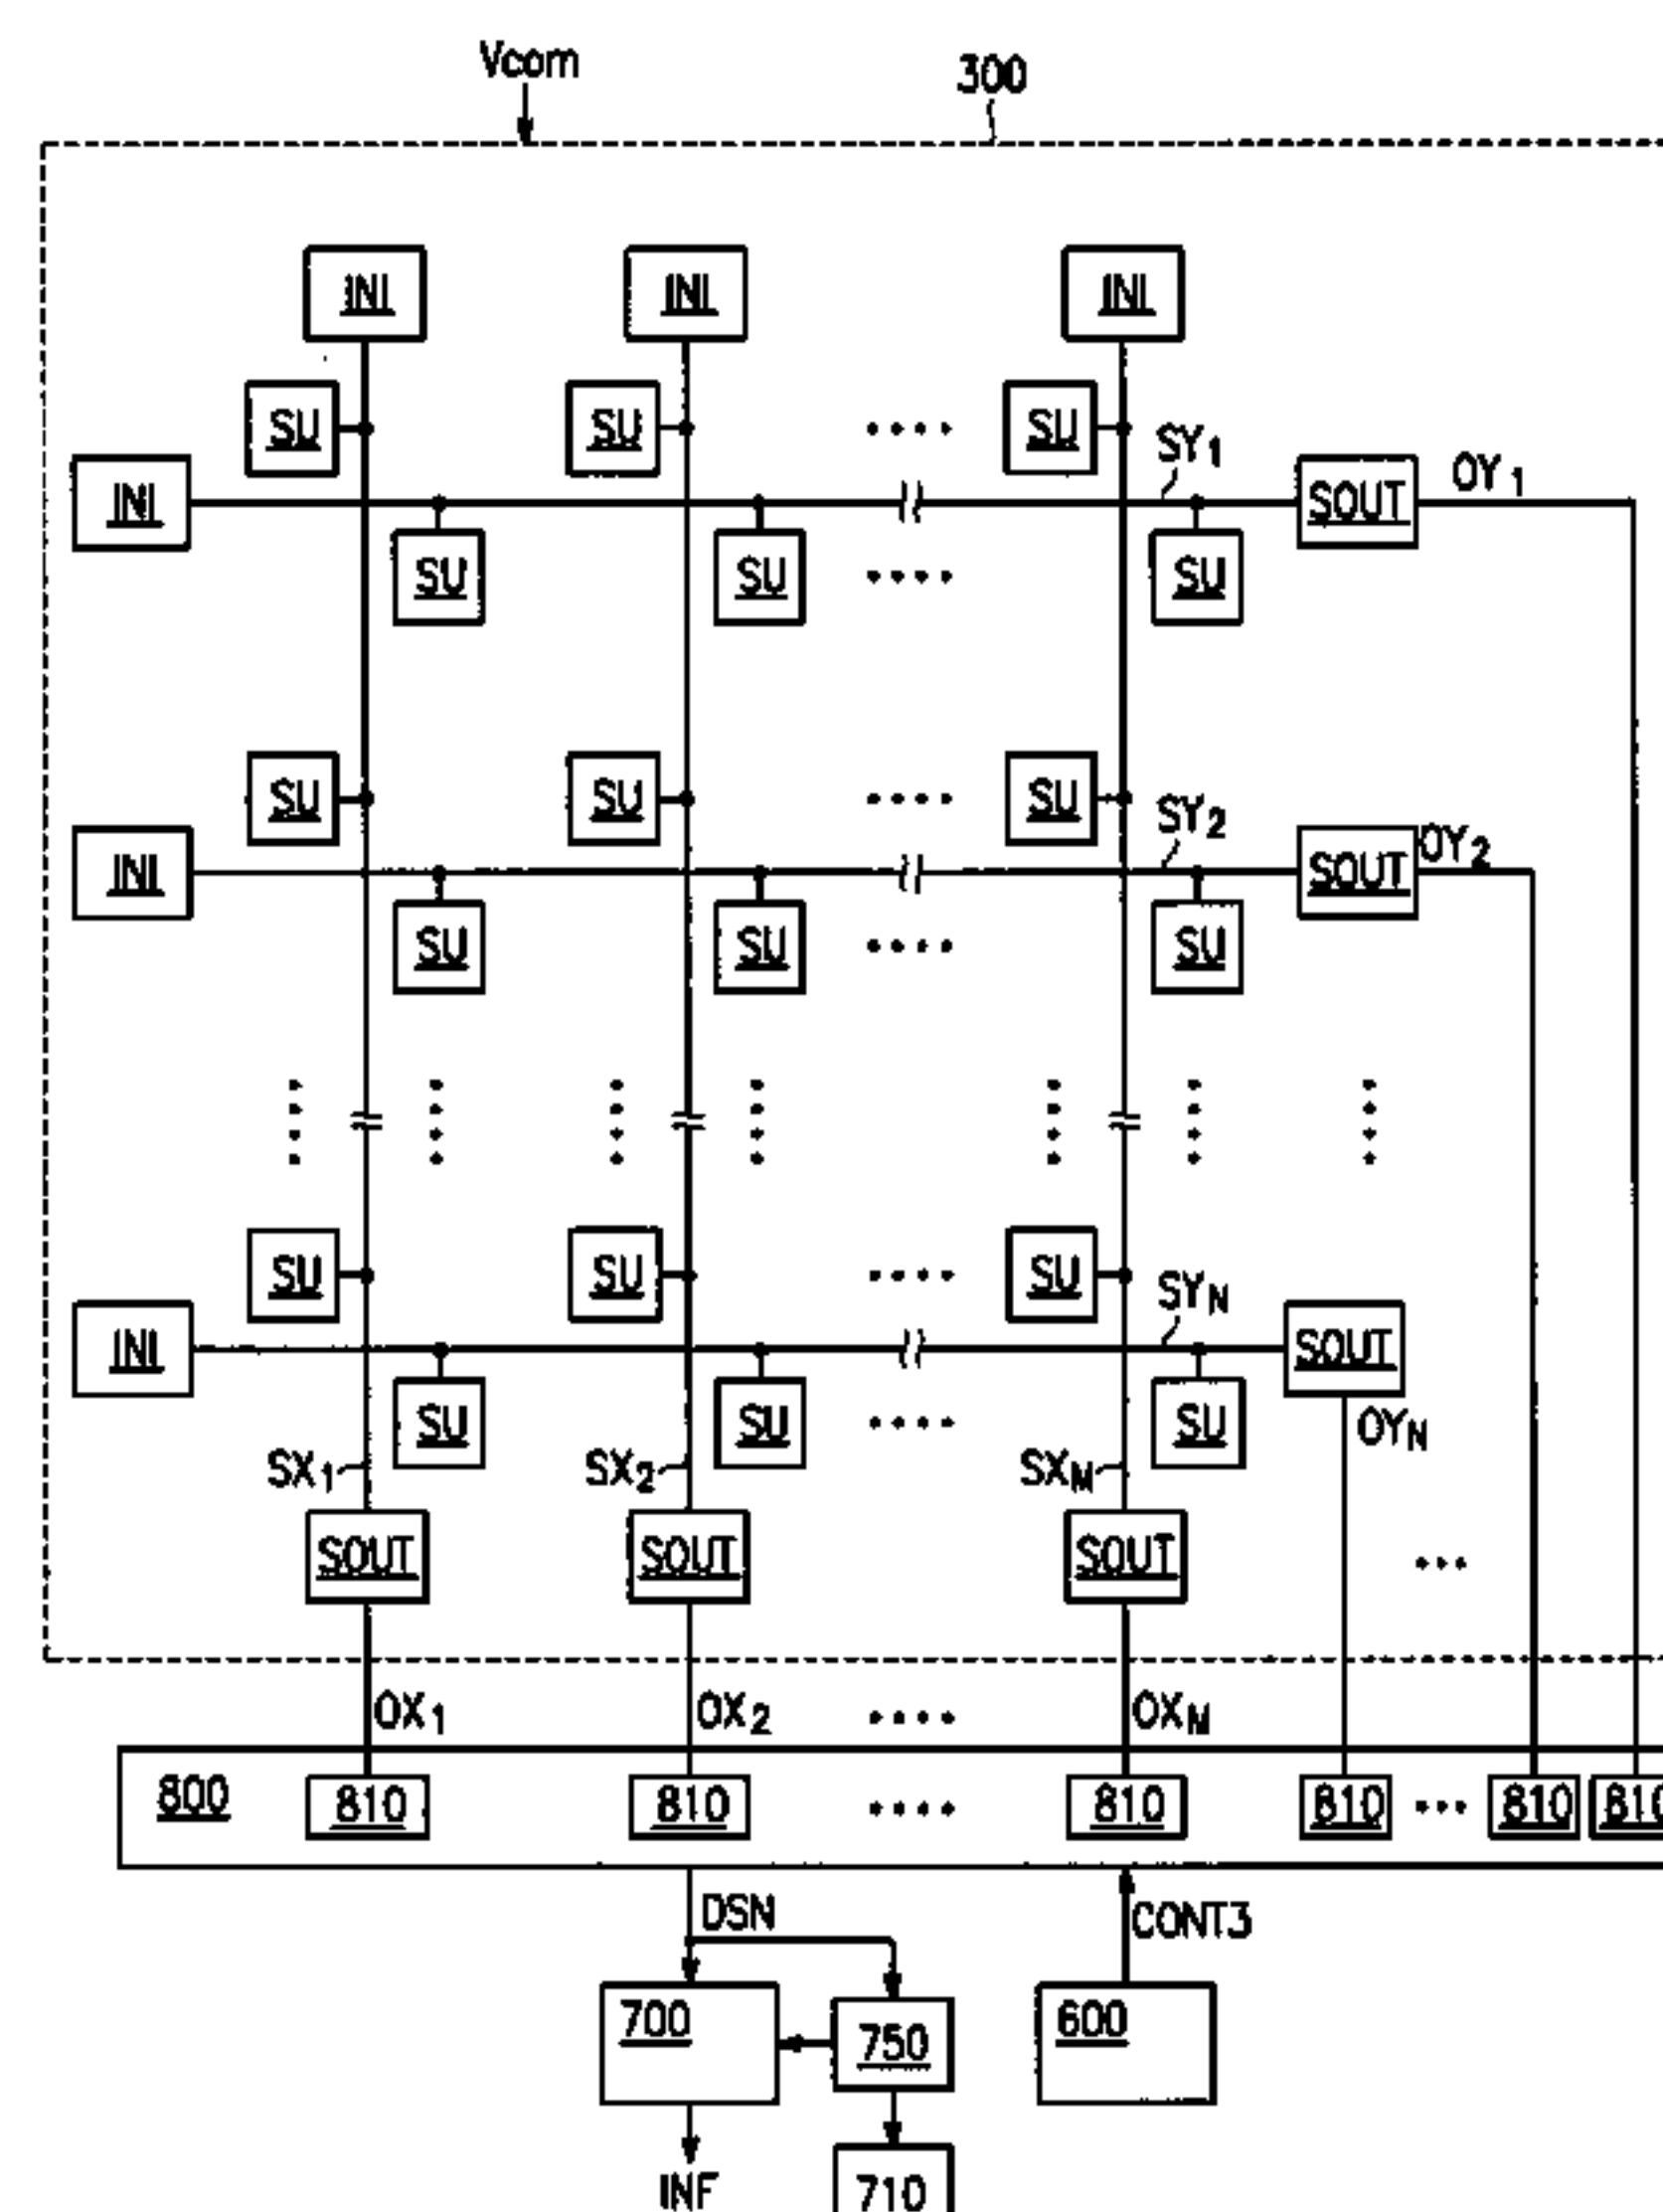 Vcom
300
INI INI INI
SU SU SU
SY1
INI SOUT OY1
SU SU SU
SU SU SU
SY2
INI SOUT OY2
SU SU SU
SU SU SU
SYN
INI SOUT
SU SU SU
OYN
SX1 SX2 SXM
SOUT SOUT SOUT
OX1 OX2 OXM
800 810 810 810 810 810 810
DSN CONT3
700 750 600
INF 710